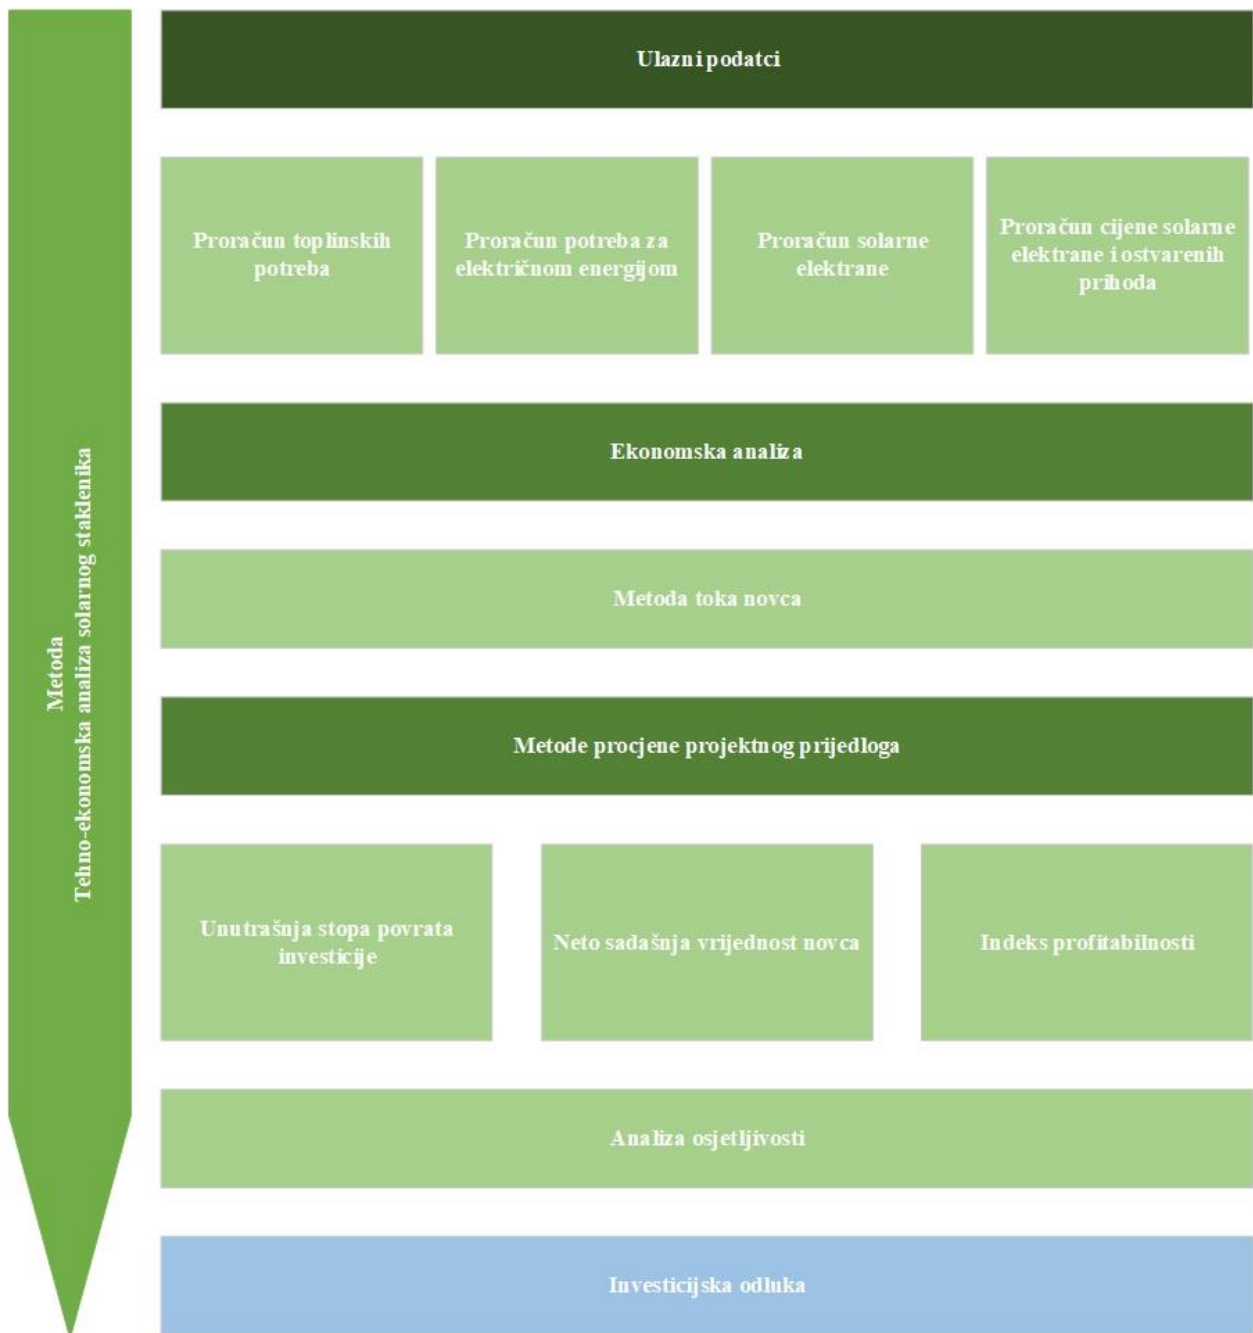 Metoda
Tehno-ekonomska analiza solarnog staklenika
Ulazni podatci
Proračun toplinskih
potreba
Proračun potreba za
električnom energijom
Proračun solarne
elektrane
Proračun cijene solarne
elektrane i ostvarenih
prihoda
Ekonomska analiza
Metoda toka novca
Metode procjene projektnog prijedloga
Unutrašnja stopa povrata
investicije
Neto sadašnja vrijednost novca
Indeks profitabilnosti
Analiza osjetljivosti
Investicijska odluka